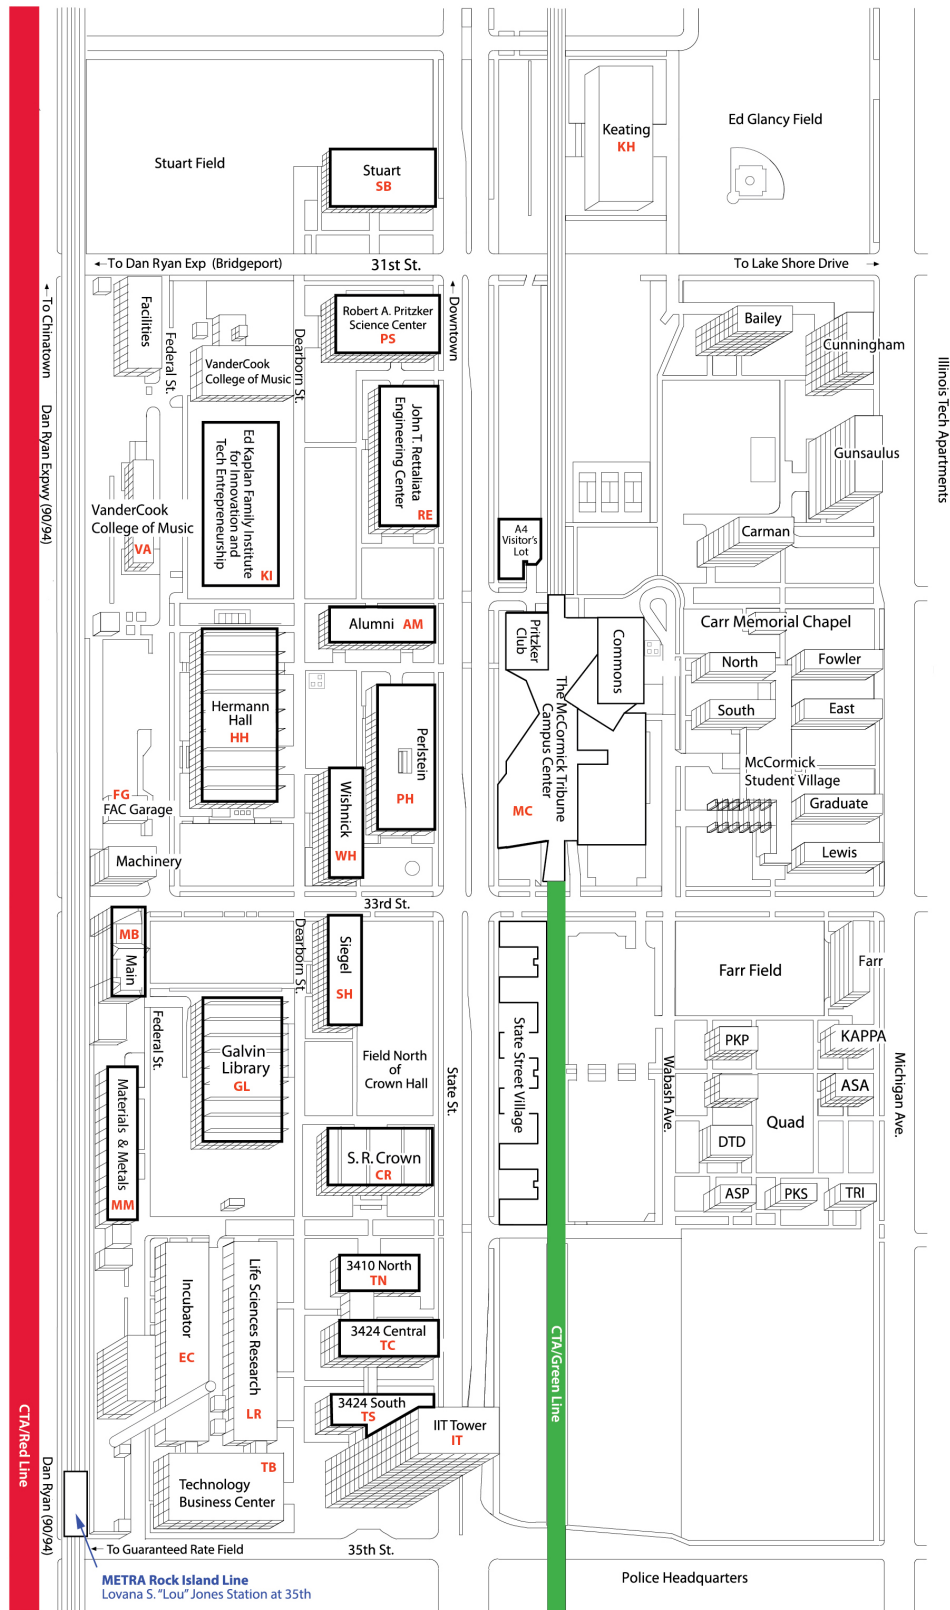 Stuart Field
Stuart
SB
Keating
KH
Ed Glancy Field
←To Dan Ryan Exp (Bridgeport)
31st St.
To Lake Shore Drive →
←To Chinatown
Dan Ryan Expwy (90/94)
Facilities
Federal St.
VanderCook
College of Music
Dearborn St.
Robert A. Pritzker
Science Center
PS
←Downtown
Bailey
Cunningham
Illinois Tech Apartments
John T. Rettaliata
Engineering Center
RE
Gunsaulus
Ed Kaplan Family Institute
for Innovation and
Tech Entrepreneurship
KI
VanderCook
College of Music
VA
A4
Visitor's
Lot
Carman
Alumni AM
Pritzker
Club
Commons
Carr Memorial Chapel
North
Fowler
Hermann
Hall
HH
Perlstein
PH
The McCormick Tribune
Campus Center
MC
South
East
McCormick
Student Village
FG
FAC Garage
Wishnick
WH
Graduate
Machinery
Lewis
33rd St.
MB
Main
Dearborn St.
Siegel
SH
Farr Field
Farr
Federal St.
Galvin
Library
GL
Field North
of
Crown Hall
State St.
State Street Village
Wabash Ave.
PKP
KAPPA
Michigan Ave.
ASA
Quad
DTD
Materials & Metals
MM
S. R. Crown
CR
ASP
PKS
TRI
3410 North
TN
Incubator
EC
Life Sciences Research
LR
3424 Central
TC
CTA/Green Line
3424 South
TS
IIT Tower
IT
CTA/Red Line
Dan Ryan (90/94)
TB
Technology
Business Center
←To Guaranteed Rate Field
35th St.
METRA Rock Island Line
Lovana S. "Lou" Jones Station at 35th
Police Headquarters